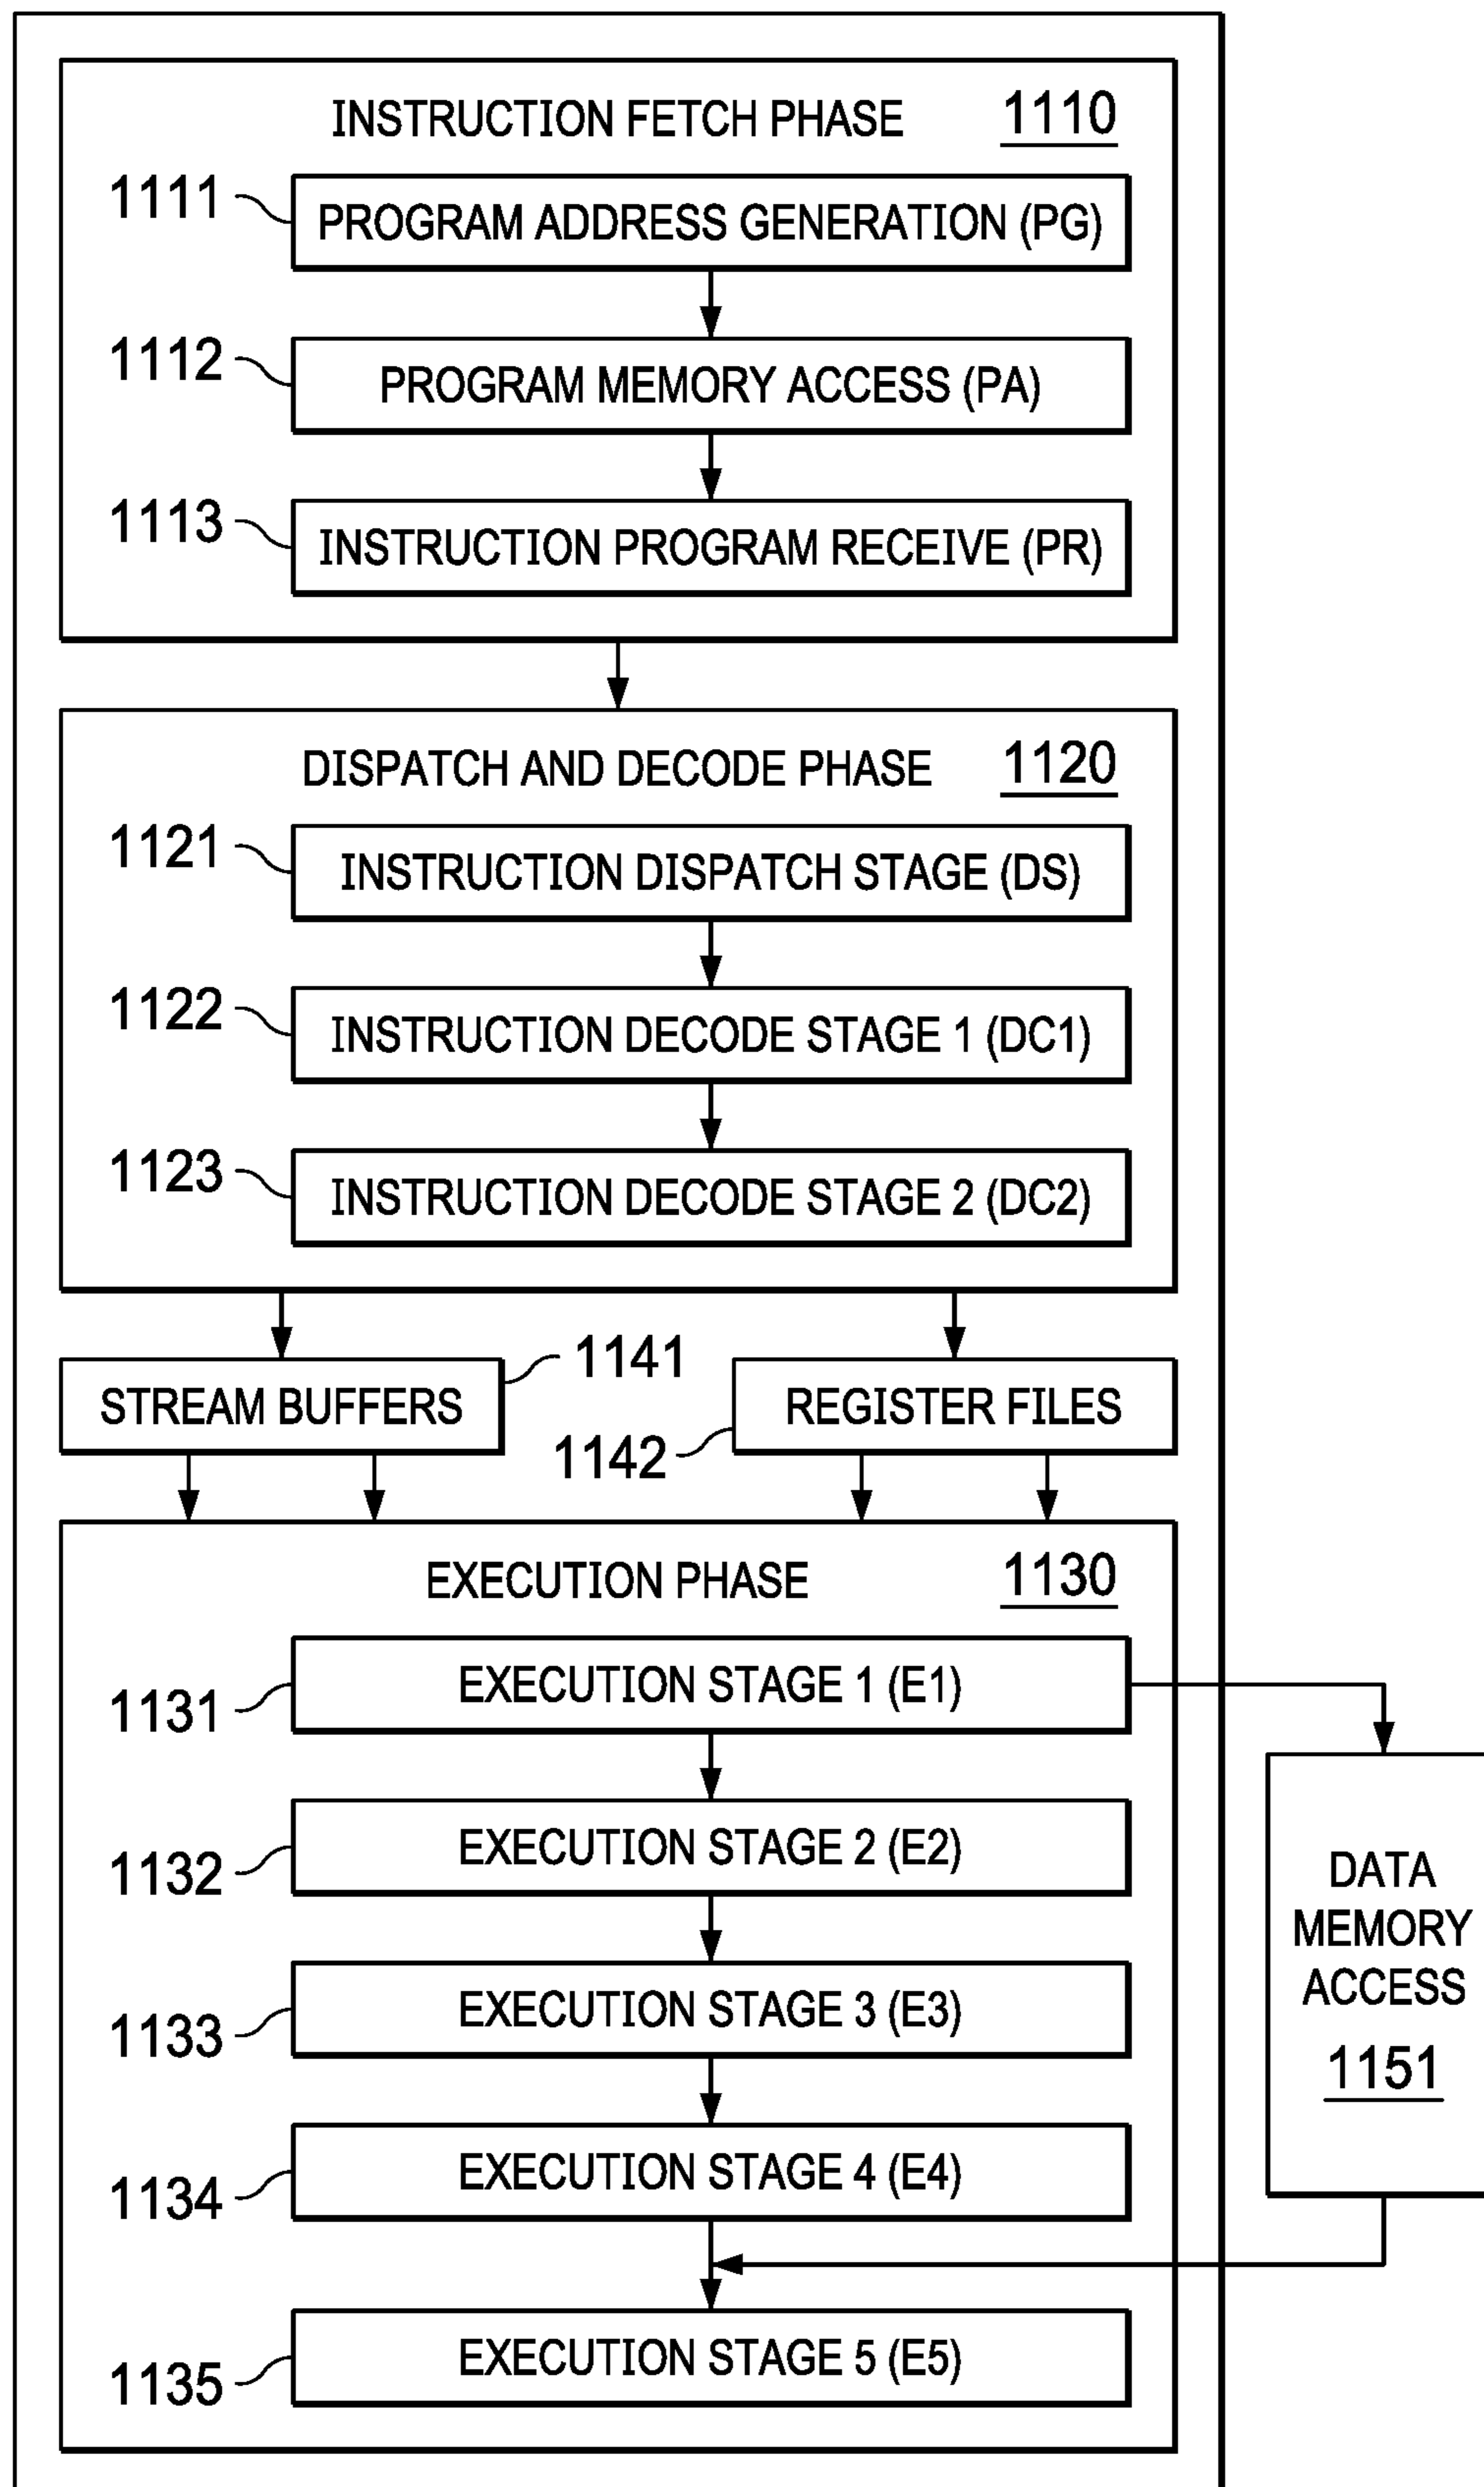 INSTRUCTION FETCH PHASE 1110
1111 PROGRAM ADDRESS GENERATION (PG)
1112 PROGRAM MEMORY ACCESS (PA)
1113 INSTRUCTION PROGRAM RECEIVE (PR)
DISPATCH AND DECODE PHASE 1120
1121 INSTRUCTION DISPATCH STAGE (DS)
1122 INSTRUCTION DECODE STAGE 1 (DC1)
1123 INSTRUCTION DECODE STAGE 2 (DC2)
STREAM BUFFERS 1141
1142 REGISTER FILES
EXECUTION PHASE 1130
1131 EXECUTION STAGE 1 (E1)
1132 EXECUTION STAGE 2 (E2)
1133 EXECUTION STAGE 3 (E3)
1134 EXECUTION STAGE 4 (E4)
1135 EXECUTION STAGE 5 (E5)
DATA
MEMORY
ACCESS
1151